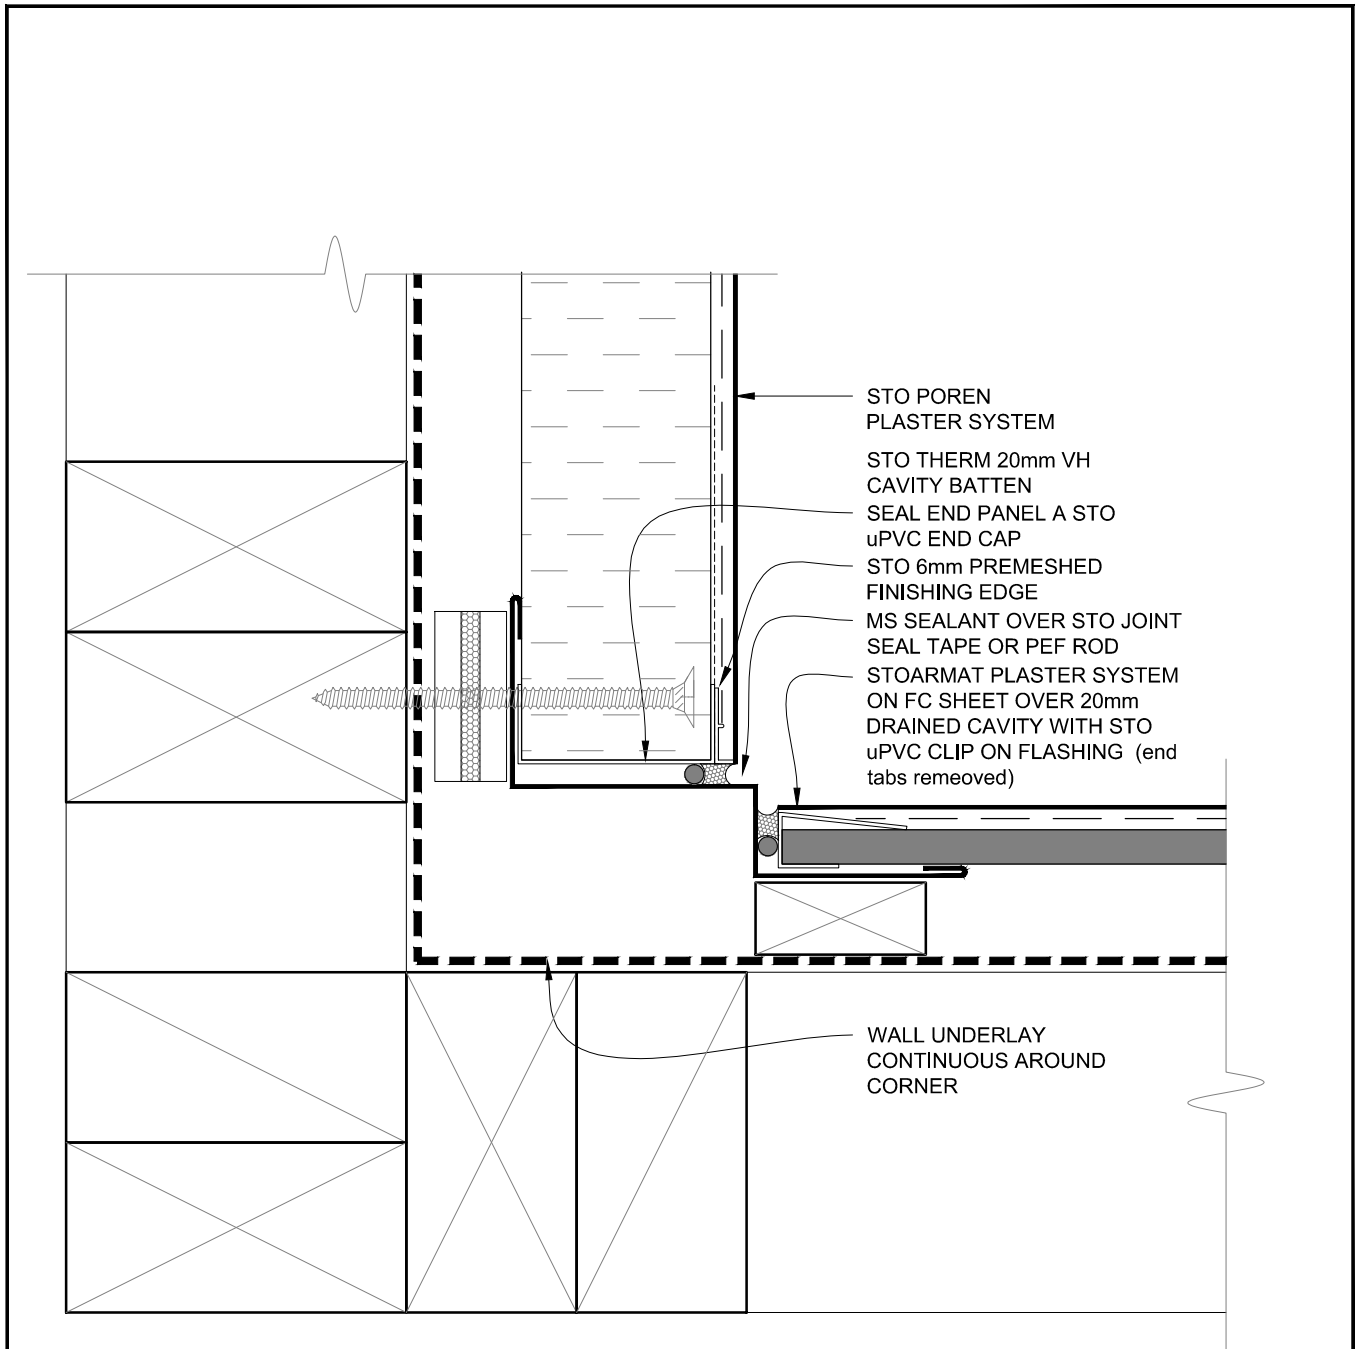 STO POREN
PLASTER SYSTEM
STO THERM 20mm VH
CAVITY BATTEN
SEAL END PANEL A STO
uPVC END CAP
STO 6mm PREMESHED
FINISHING EDGE
MS SEALANT OVER STO JOINT
SEAL TAPE OR PEF ROD
STOARMAT PLASTER SYSTEM
ON FC SHEET OVER 20mm
DRAINED CAVITY WITH STO
uPVC CLIP ON FLASHING (end
tabs remeoved)
WALL UNDERLAY
CONTINUOUS AROUND
CORNER